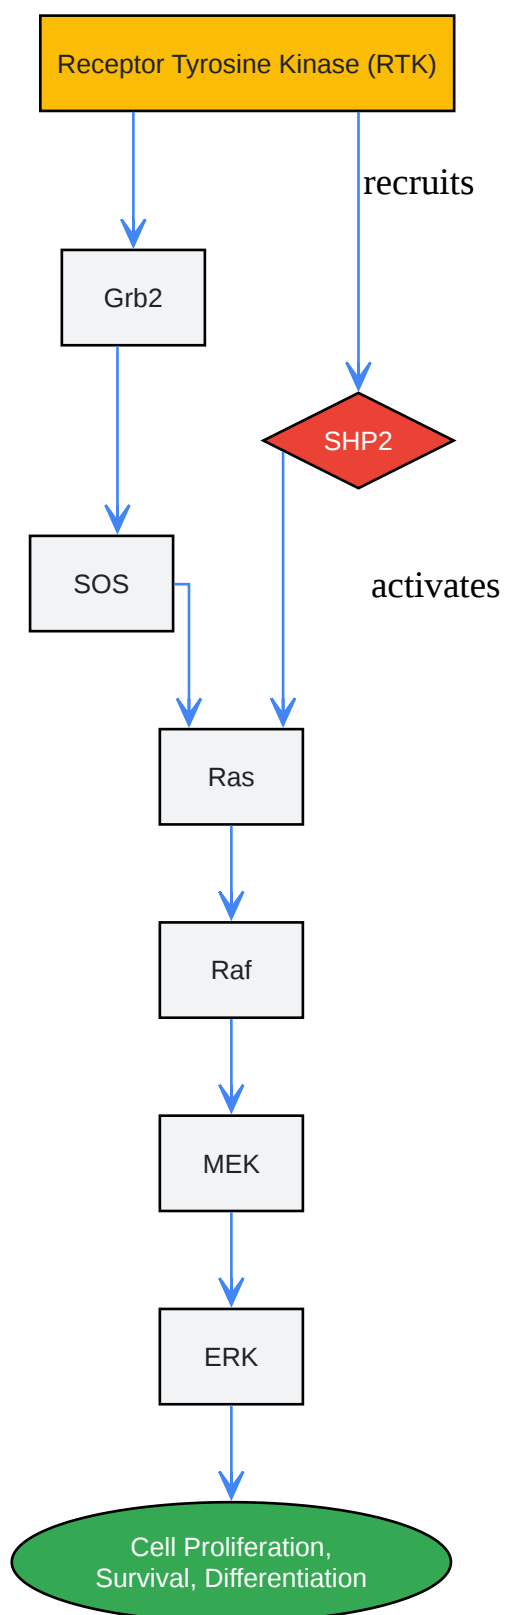 Receptor Tyrosine Kinase (RTK)
recruits
Grb2
SHP2
SOS
activates
Ras
Raf
MEK
ERK
Cell Proliferation,
Survival, Differentiation